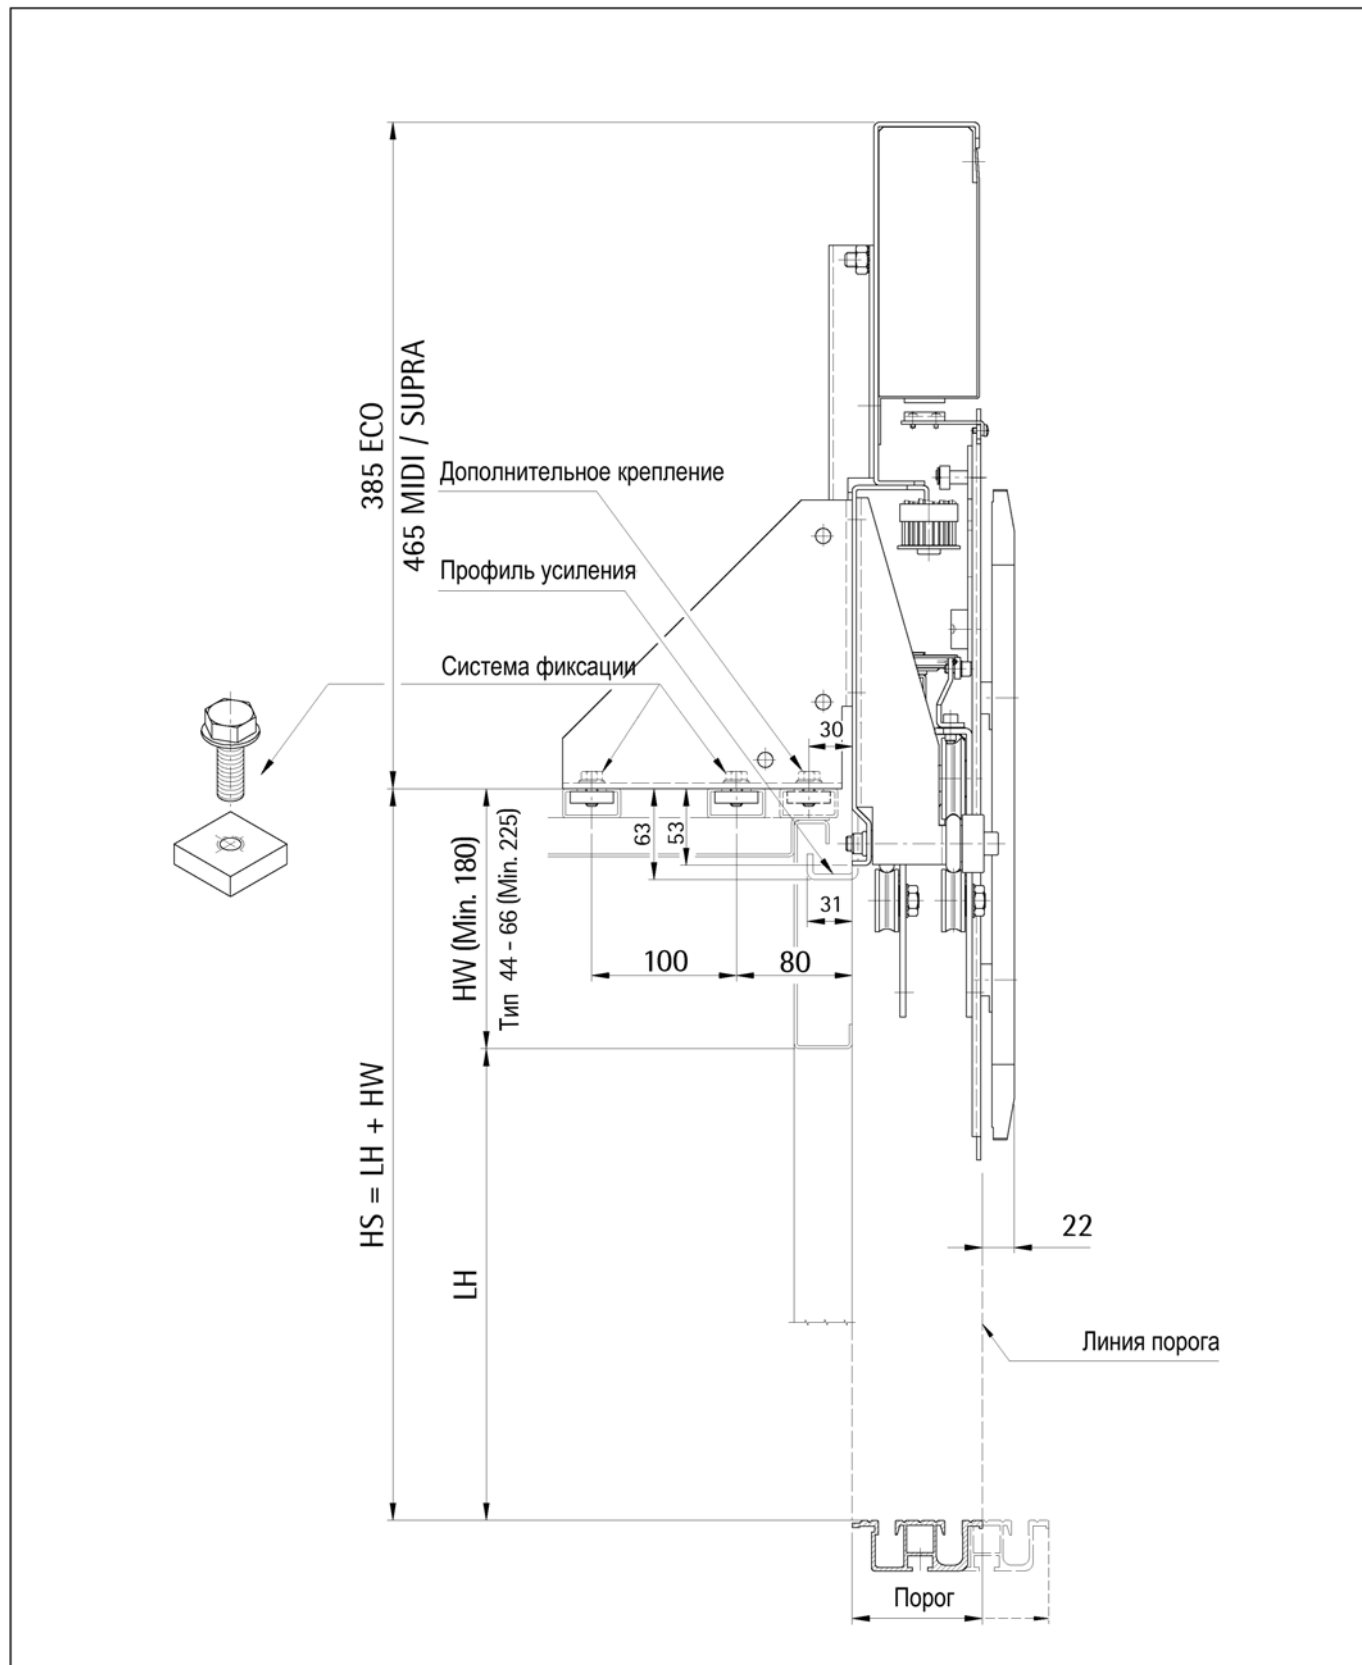 385 ECO
465 MIDI / SUPRA
Дополнительное крепление
Профиль усиления
Система фиксации
30
63
53
31
100
80
HW (Min. 180)
Тип 44 - 66 (Min. 225)
HS = LH + HW
LH
22
Линия порога
Порог